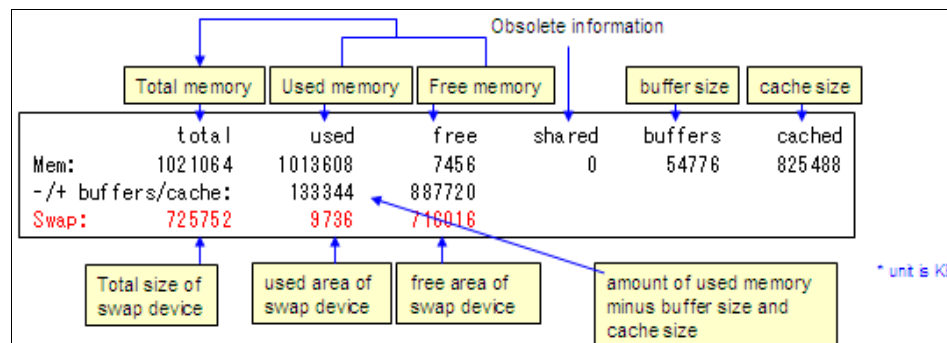 Obsolete information
Total memory Used memory Free memory buffer size cache size
total used free shared buffers cached
Mem: 1021064 1013608 7456 0 54776 825488
-/+ buffers/cache: 133344 887720
Swap: 725752 9736 716016
Total size of
swap device
used area of
swap device
free area of
swap device
amount of used memory
minus buffer size and
cache size
* unit is K